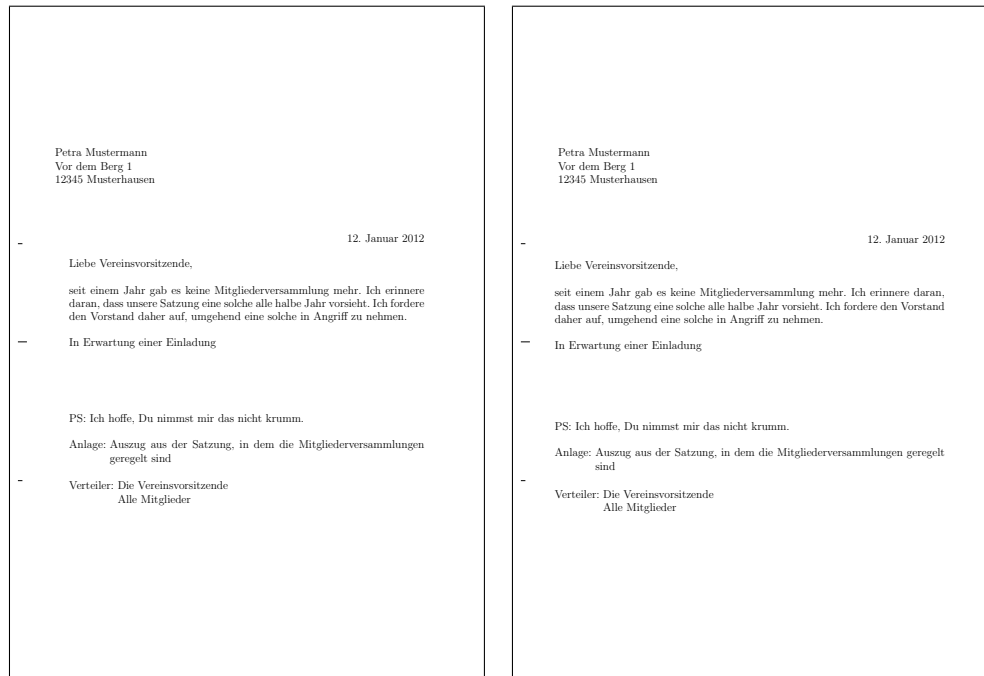 Petra Mustermann
Vor dem Berg 1
12345 Musterhausen
12. Januar 2012
Liebe Vereinsvorsitzende,
seit einem Jahr gab es keine Mitgliederversammlung mehr. Ich erinnere
daran, dass unsere Satzung eine solche alle halbe Jahr vorsieht. Ich fordere
den Vorstand daher auf, umgehend eine solche in Angriff zu nehmen.
In Erwartung einer Einladung
PS: Ich hoffe, Du nimmst mir das nicht krumm.
Anlage: Auszug aus der Satzung, in dem die Mitgliederversammlungen
geregelt sind
Verteiler: Die Vereinsvorsitzende
Alle Mitglieder
Petra Mustermann
Vor dem Berg 1
12345 Musterhausen
12. Januar 2012
Liebe Vereinsvorsitzende,
seit einem Jahr gab es keine Mitgliederversammlung mehr. Ich erinnere daran,
dass unsere Satzung eine solche alle halbe Jahr vorsieht. Ich fordere den Vorstand
daher auf, umgehend eine solche in Angriff zu nehmen.
In Erwartung einer Einladung
PS: Ich hoffe, Du nimmst mir das nicht krumm.
Anlage: Auszug aus der Satzung, in dem die Mitgliederversammlungen geregelt
sind
Verteiler: Die Vereinsvorsitzende
Alle Mitglieder